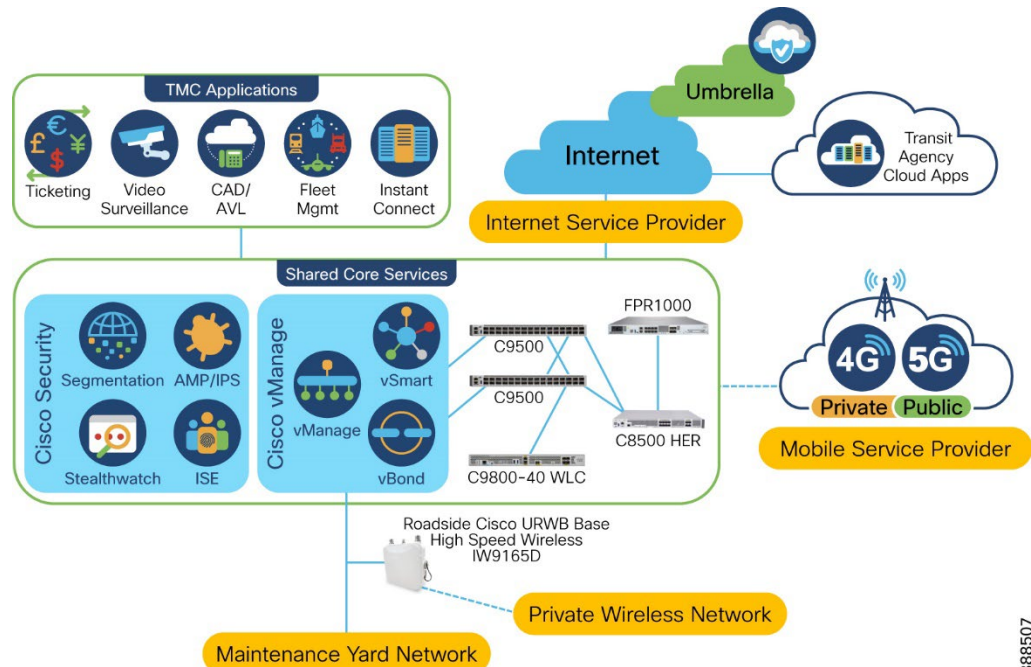 TMC Applications
Ticketing
Video
Surveillance
CAD/
AVL
Fleet
Mgmt
Instant
Connect
Umbrella
Internet
Internet Service Provider
Transit
Agency
Cloud Apps
Shared Core Services
Cisco Security
Segmentation
AMP/IPS
Stealthwatch
ISE
Cisco vManage
vManage
vSmart
vBond
C9500
C9500
C9800-40 WLC
FPR1000
C8500 HER
4G
5G
Private
Public
Mobile Service Provider
Roadside Cisco URWB Base
High Speed Wireless
IW9165D
Private Wireless Network
Maintenance Yard Network